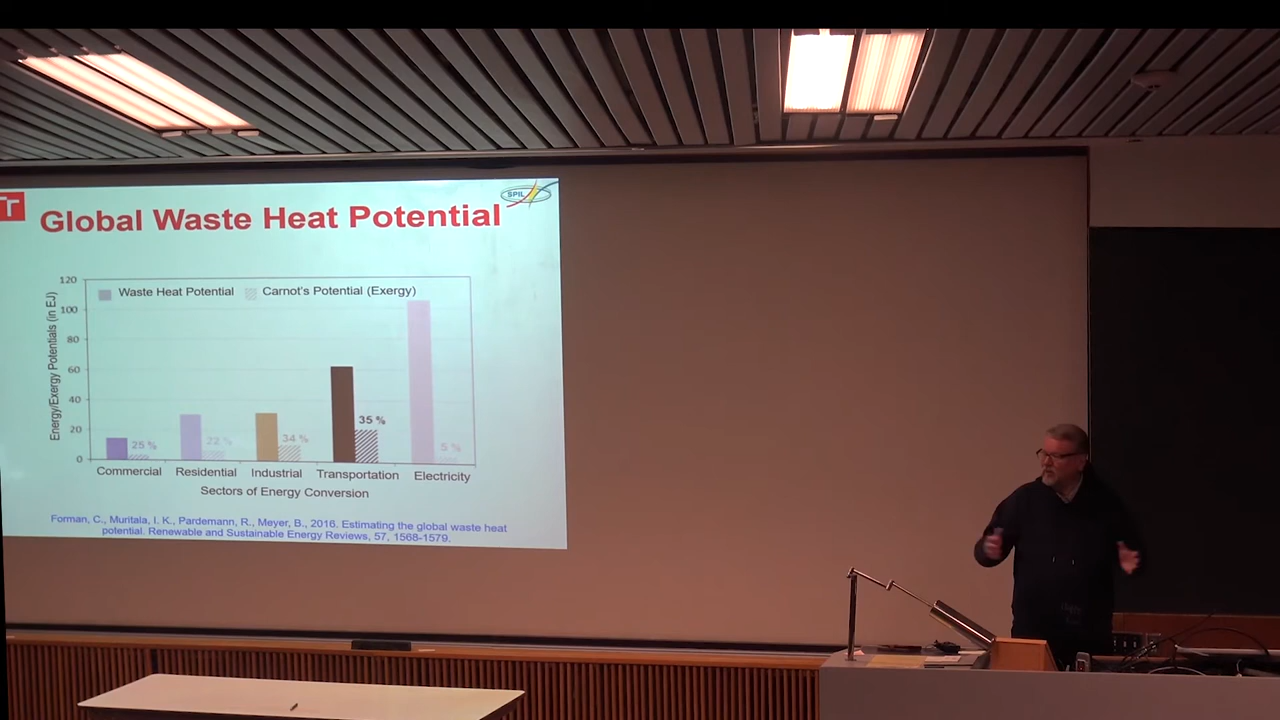 T
SPIL
Global Waste Heat Potential
Waste Heat Potential
Carnot's Potential (Exergy)
Energy/Exergy Potentials (in EJ)
120
100
80
60
40
20
0
25 %
22 %
34 %
35 %
5 %
Commercial
Residential
Industrial
Transportation
Electricity
Sectors of Energy Conversion
Forman, C., Muritala, I. K., Pardemann, R., Meyer, B., 2016. Estimating the global waste heat
potential. Renewable and Sustainable Energy Reviews, 57, 1568-1579.